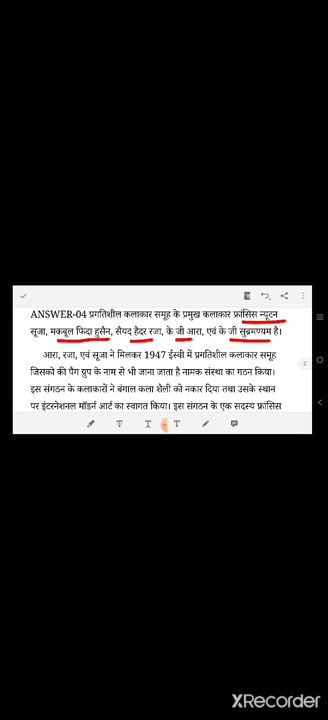 ANSWER-04 प्रगतिशील कलाकार समूह के प्रमुख कलाकार फ्रांसिस न्यूटन
सूजा, मकबूल फिदा हुसैन, सैयद हैदर रजा, के जी आरा, एवं के जी सुब्रमण्यम है।
आरा, रजा, एवं सूजा ने मिलकर 1947 ईस्वी में प्रगतिशील कलाकार समूह
जिसको की पैग ग्रुप के नाम से भी जाना जाता है नामक संस्था का गठन किया।
इस संगठन के कलाकारों ने बंगाल कला शैली को नकार दिया तथा उसके स्थान
पर इंटरनेशनल मॉडर्न आर्ट का स्वागत किया। इस संगठन के एक सदस्य फ्रांसिस
2
XRecorder